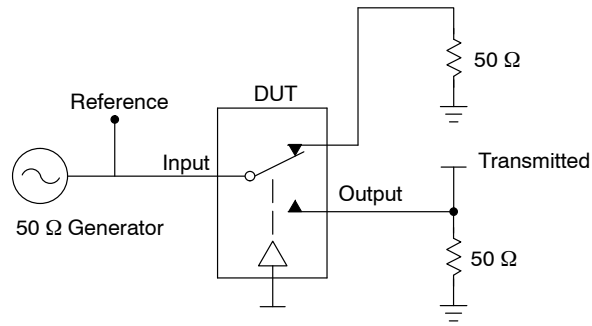 50 Ω
DUT
Reference
Input
Transmitted
Output
50 Ω Generator
50 Ω